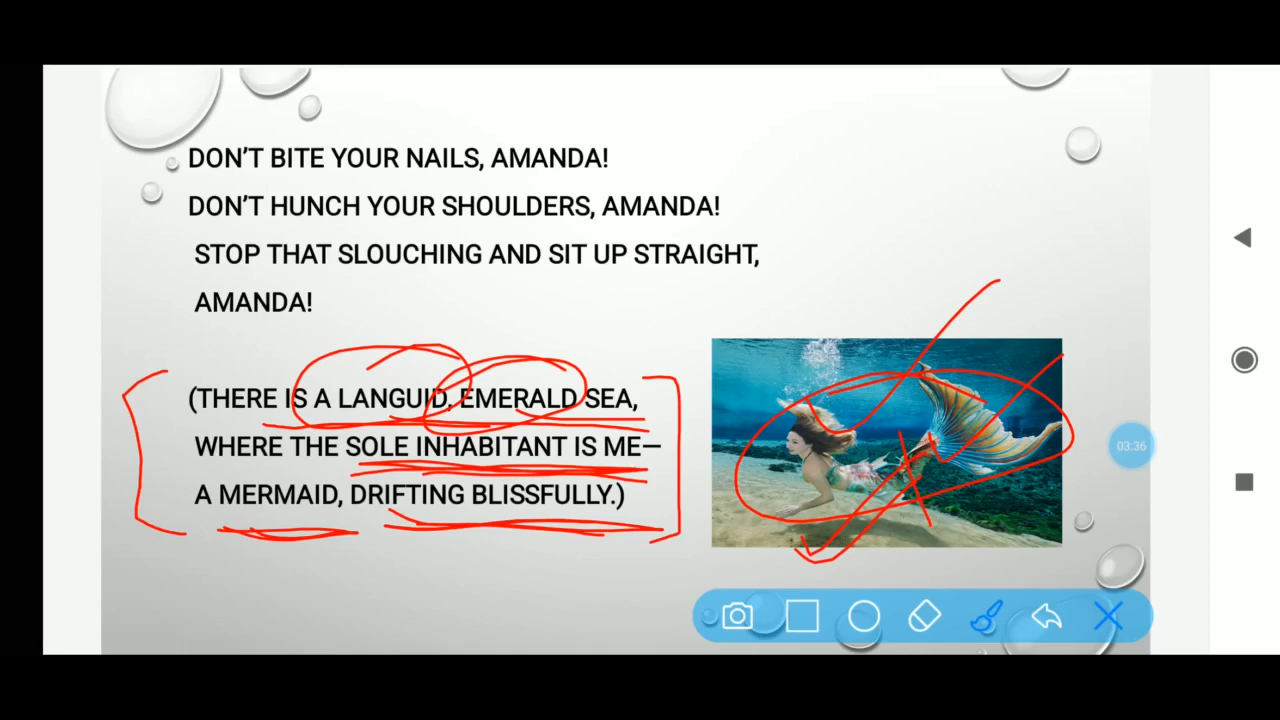 DON'T BITE YOUR NAILS, AMANDA!
DON'T HUNCH YOUR SHOULDERS, AMANDA!
STOP THAT SLOUCHING AND SIT UP STRAIGHT,
AMANDA!
(THERE IS A LANGUID, EMERALD SEA,
WHERE THE SOLE INHABITANT IS ME—
A MERMAID, DRIFTING BLISSFULLY.)
03:36